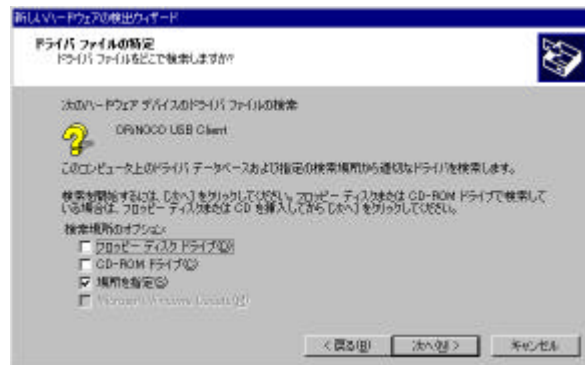 新しいハードウェアの検出ウィザード
ドライバ ファイルの特定
ドライバ ファイルをどこで検索しますか?
次のハードウェア デバイスのドライバ ファイルの検索
ORiNOCO USB Client
このコンピュータ上のドライバ データベースおよび指定の検索場所から適切なドライバを検索します。
検索を開始するには、[次へ] をクリックしてください。フロッピー ディスクまたは CD-ROM ドライブで検索して
いる場合は、フロッピー ディスクまたは CD を挿入してから [次へ] をクリックしてください。
検索場所のオプション:
フロッピー ディスク ドライブ(D)
CD-ROM ドライブ(C)
場所を指定(S)
Microsoft Windows Update(M)
< 戻る(B)
次へ(N) >
キャンセル